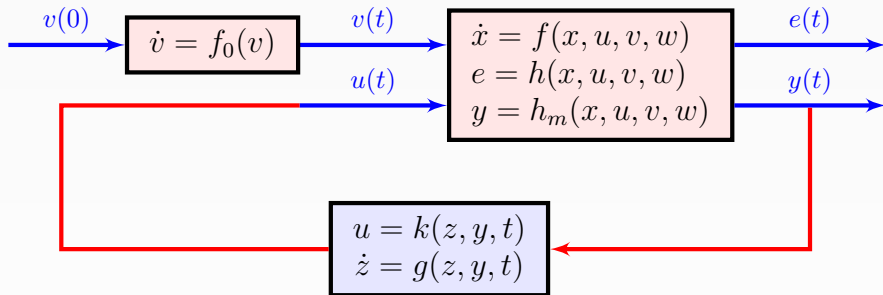 v(0)
v̇ = f₀(v)
v(t)
u(t)
ẋ = f(x, u, v, w)
e = h(x, u, v, w)
y = hₘ(x, u, v, w)
e(t)
y(t)
u = k(z, y, t)
ż = g(z, y, t)